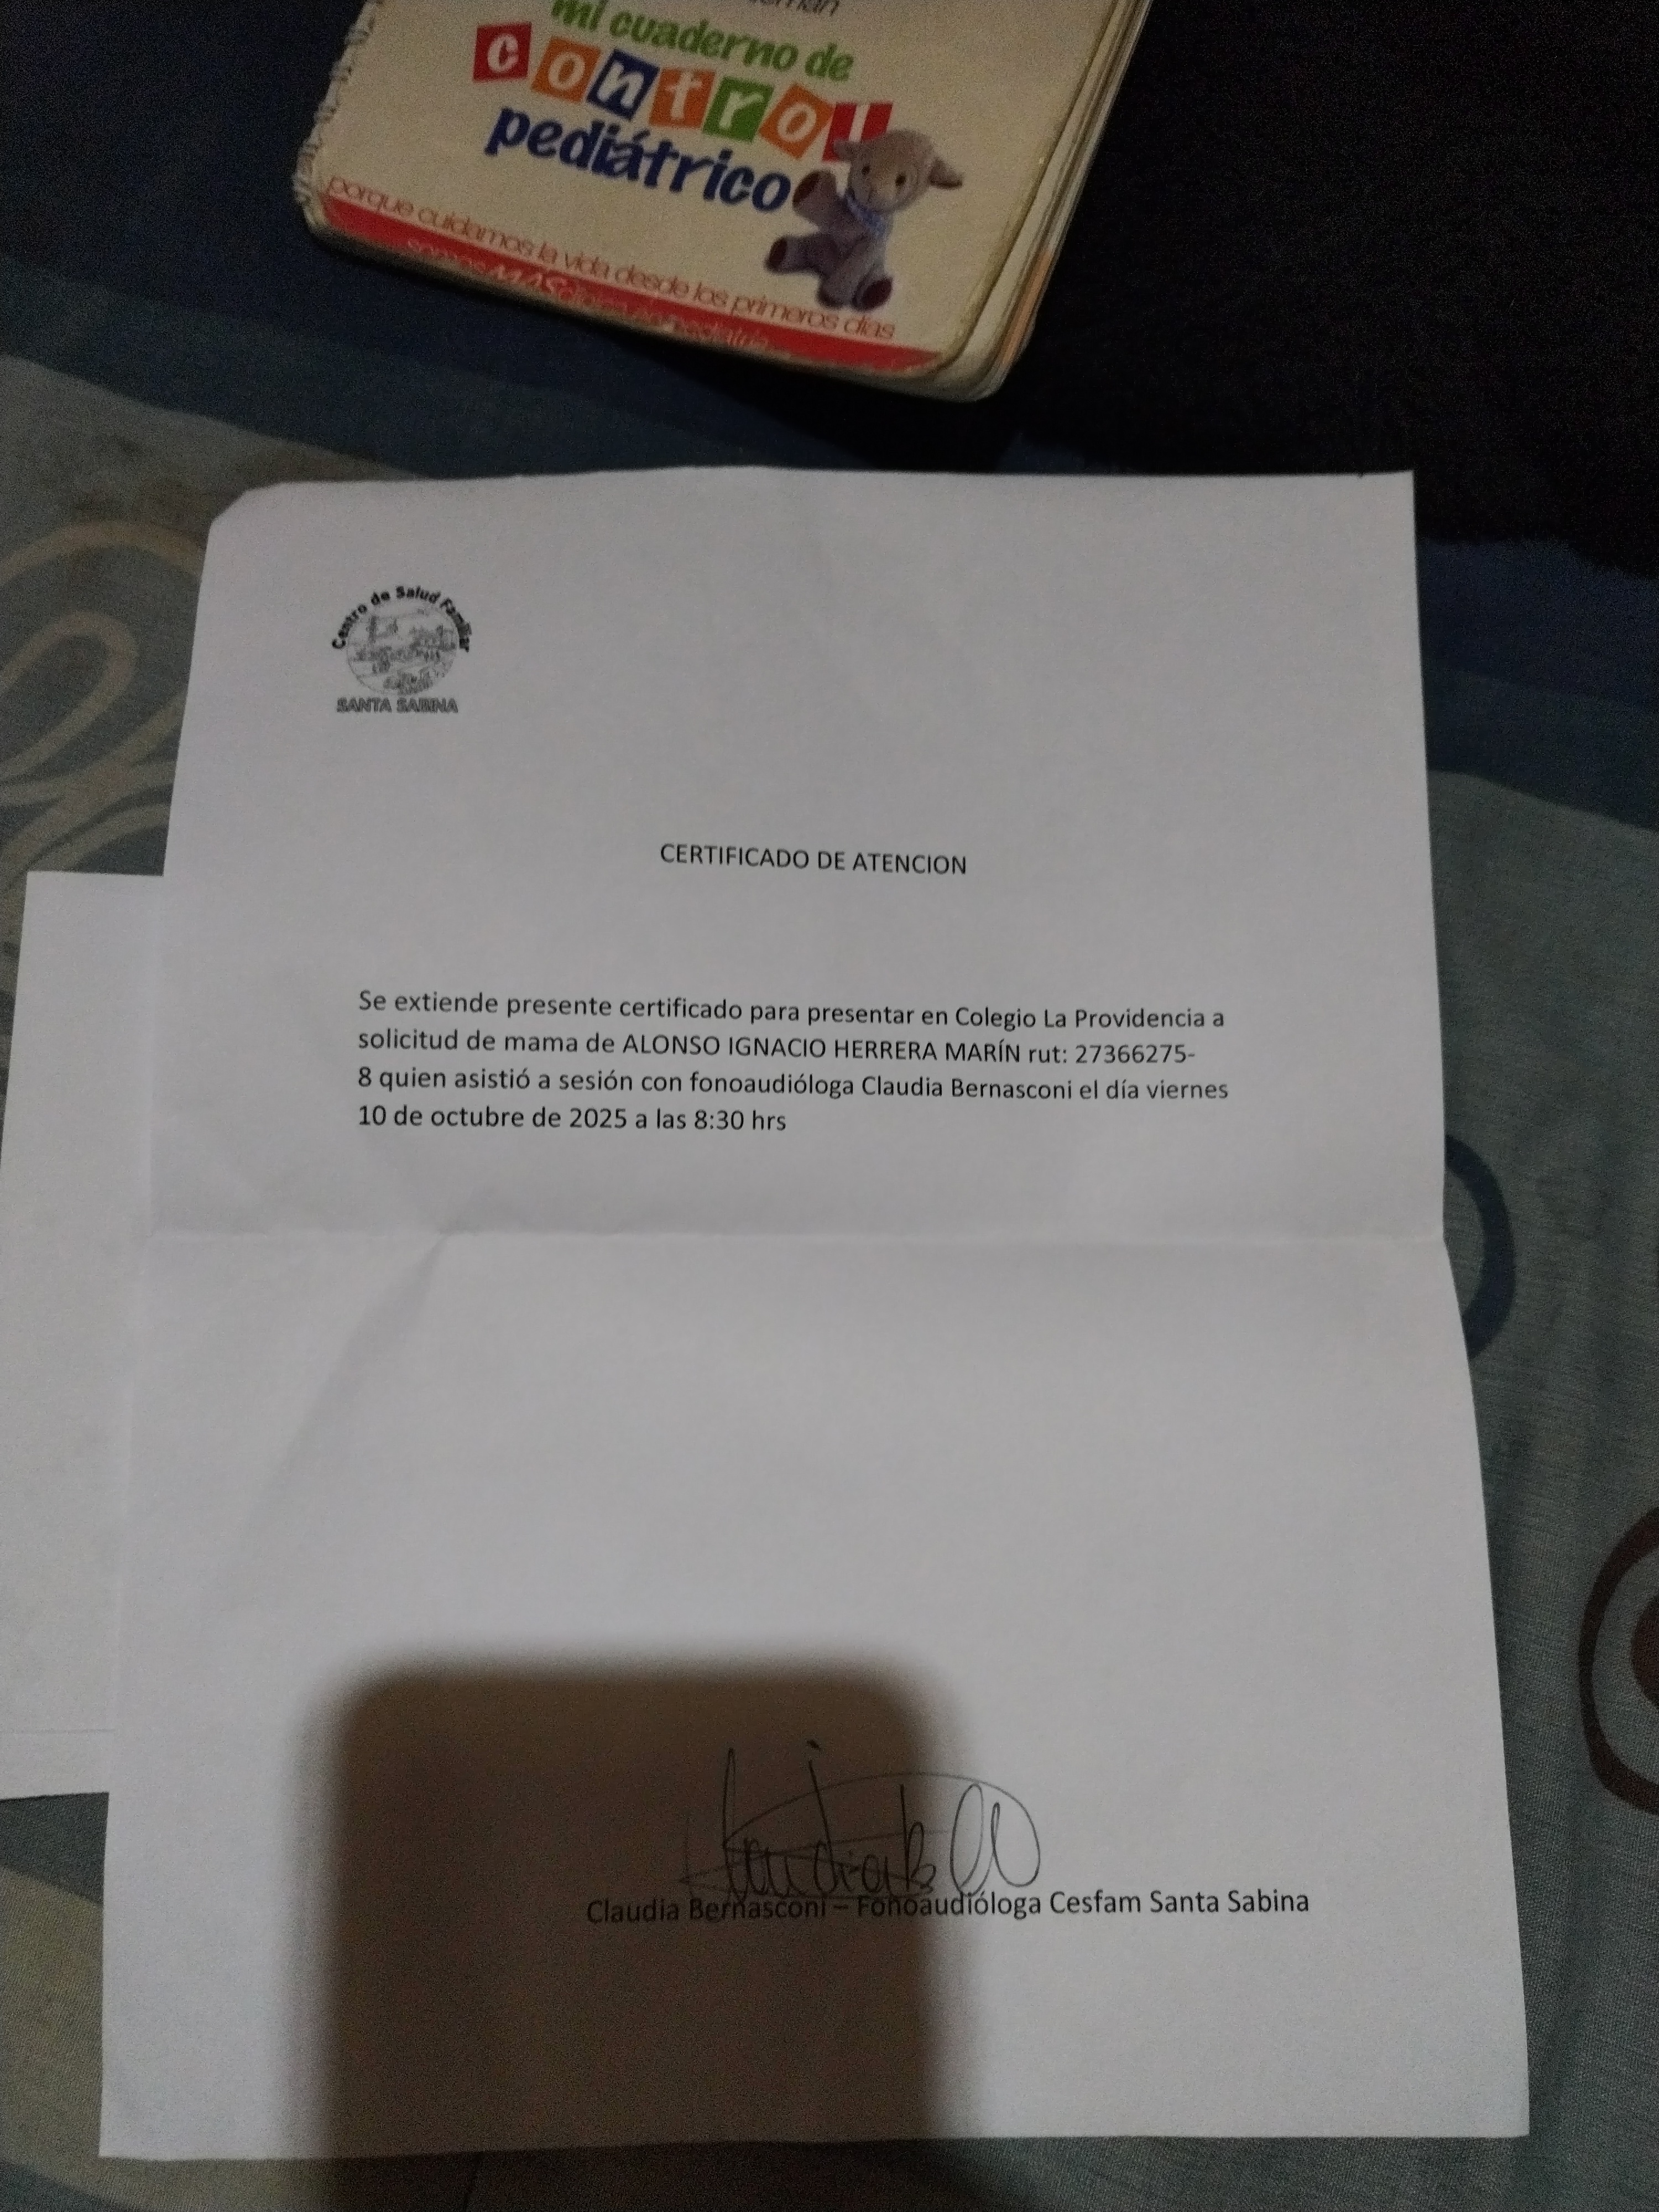 mi cuaderno de
control
pediátrico
porque cuidamos la vida desde los primeros días
somos MAS
Centro de Salud Familiar
SANTA SABINA
CERTIFICADO DE ATENCION
Se extiende presente certificado para presentar en Colegio La Providencia a
solicitud de mama de ALONSO IGNACIO HERRERA MARÍN rut: 27366275-
8 quien asistió a sesión con fonoaudióloga Claudia Bernasconi el día viernes
10 de octubre de 2025 a las 8:30 hrs
Claudia Bernasconi – Fonoaudióloga Cesfam Santa Sabina